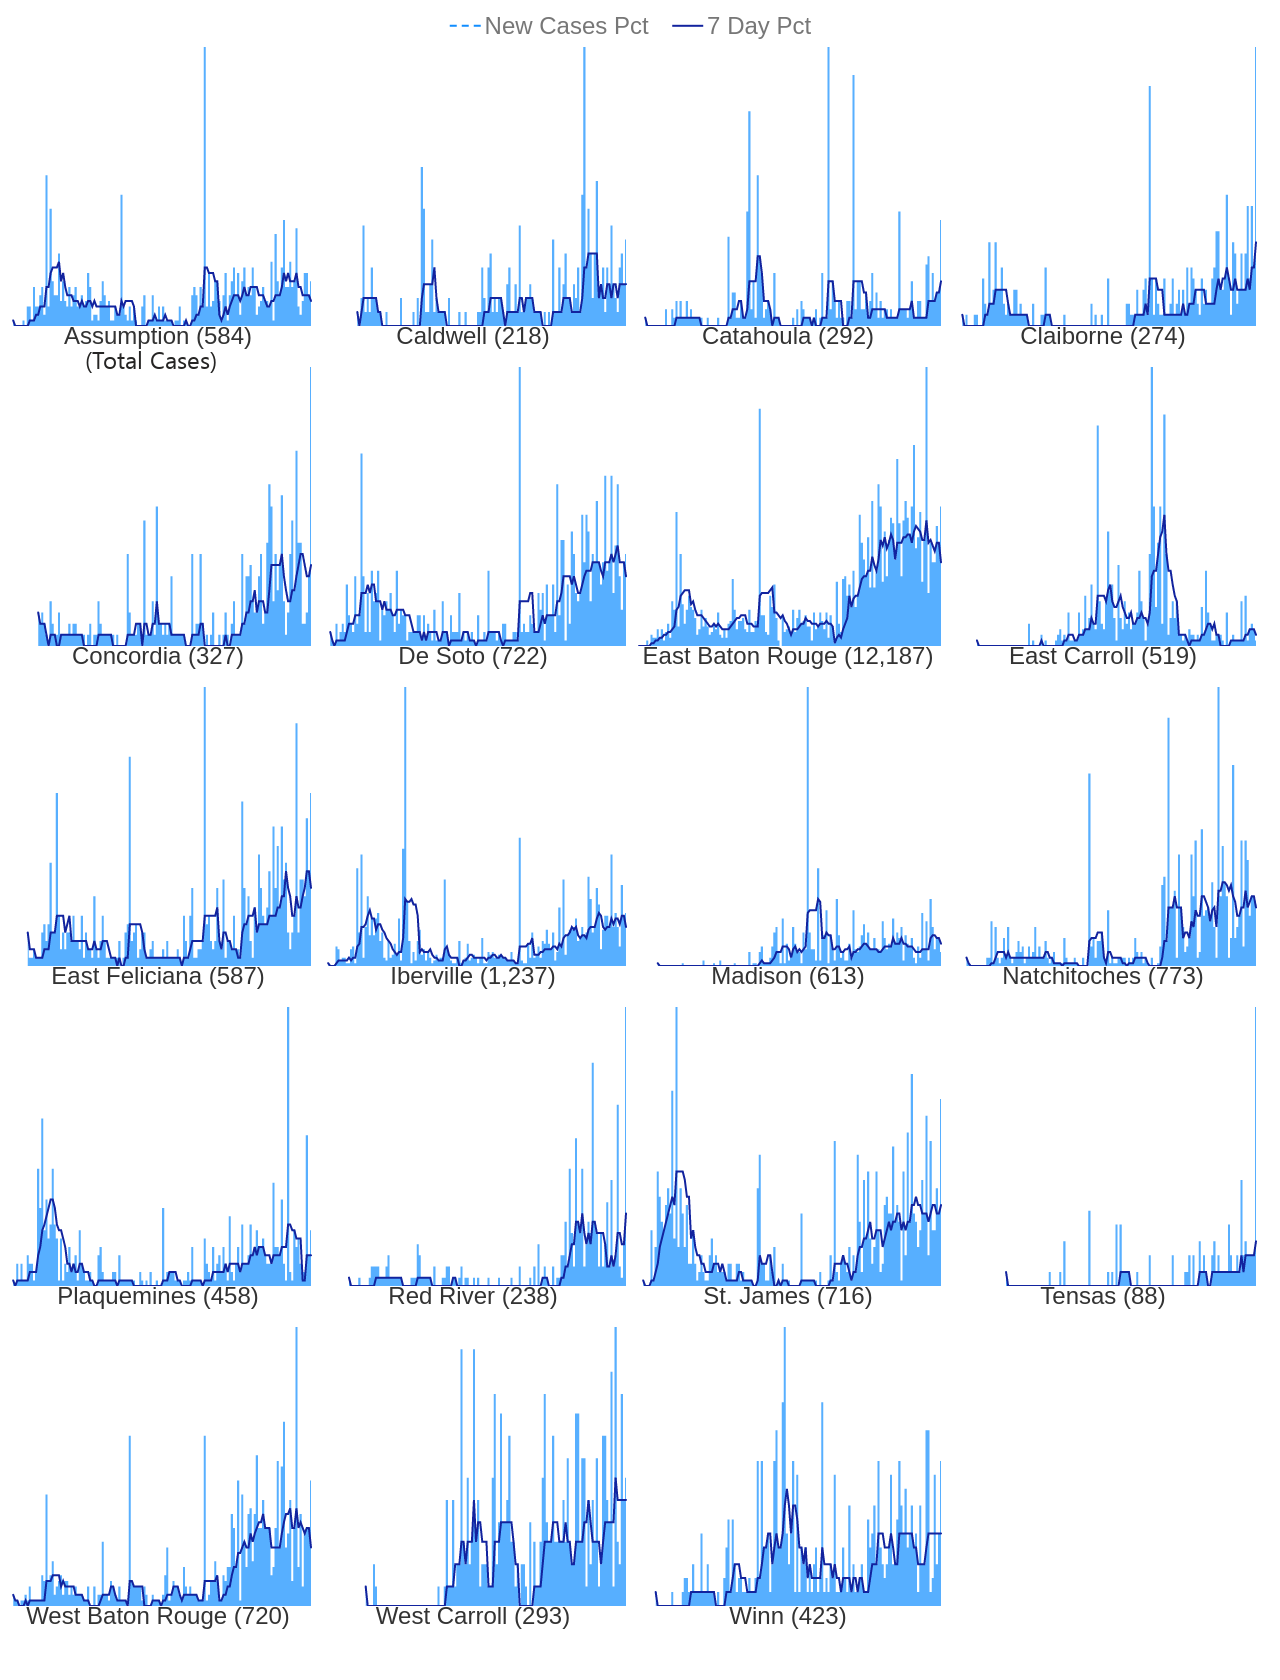 New Cases Pct 7 Day Pct
Assumption (584) Caldwell (218) Catahoula (292) Claiborne (274)
(Total Cases)
Concordia (327) De Soto (722) East Baton Rouge (12,187) East Carroll (519)
East Feliciana (587) Iberville (1,237) Madison (613) Natchitoches (773)
Plaquemines (458) Red River (238) St. James (716) Tensas (88)
West Baton Rouge (720) West Carroll (293) Winn (423)